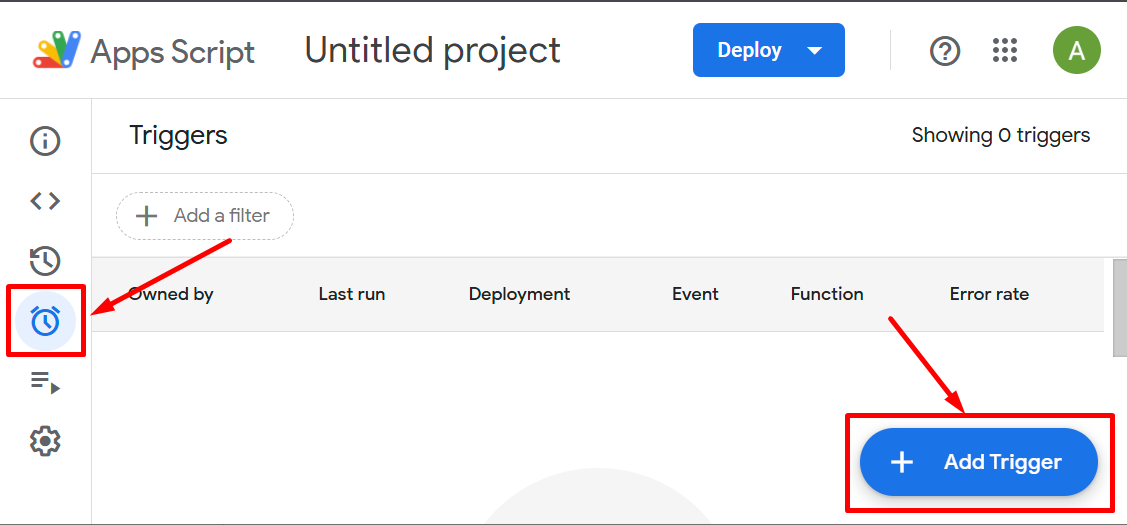 Apps Script Untitled project Deploy A
Triggers Showing 0 triggers
Add a filter
Owned by Last run Deployment Event Function Error rate
Add Trigger